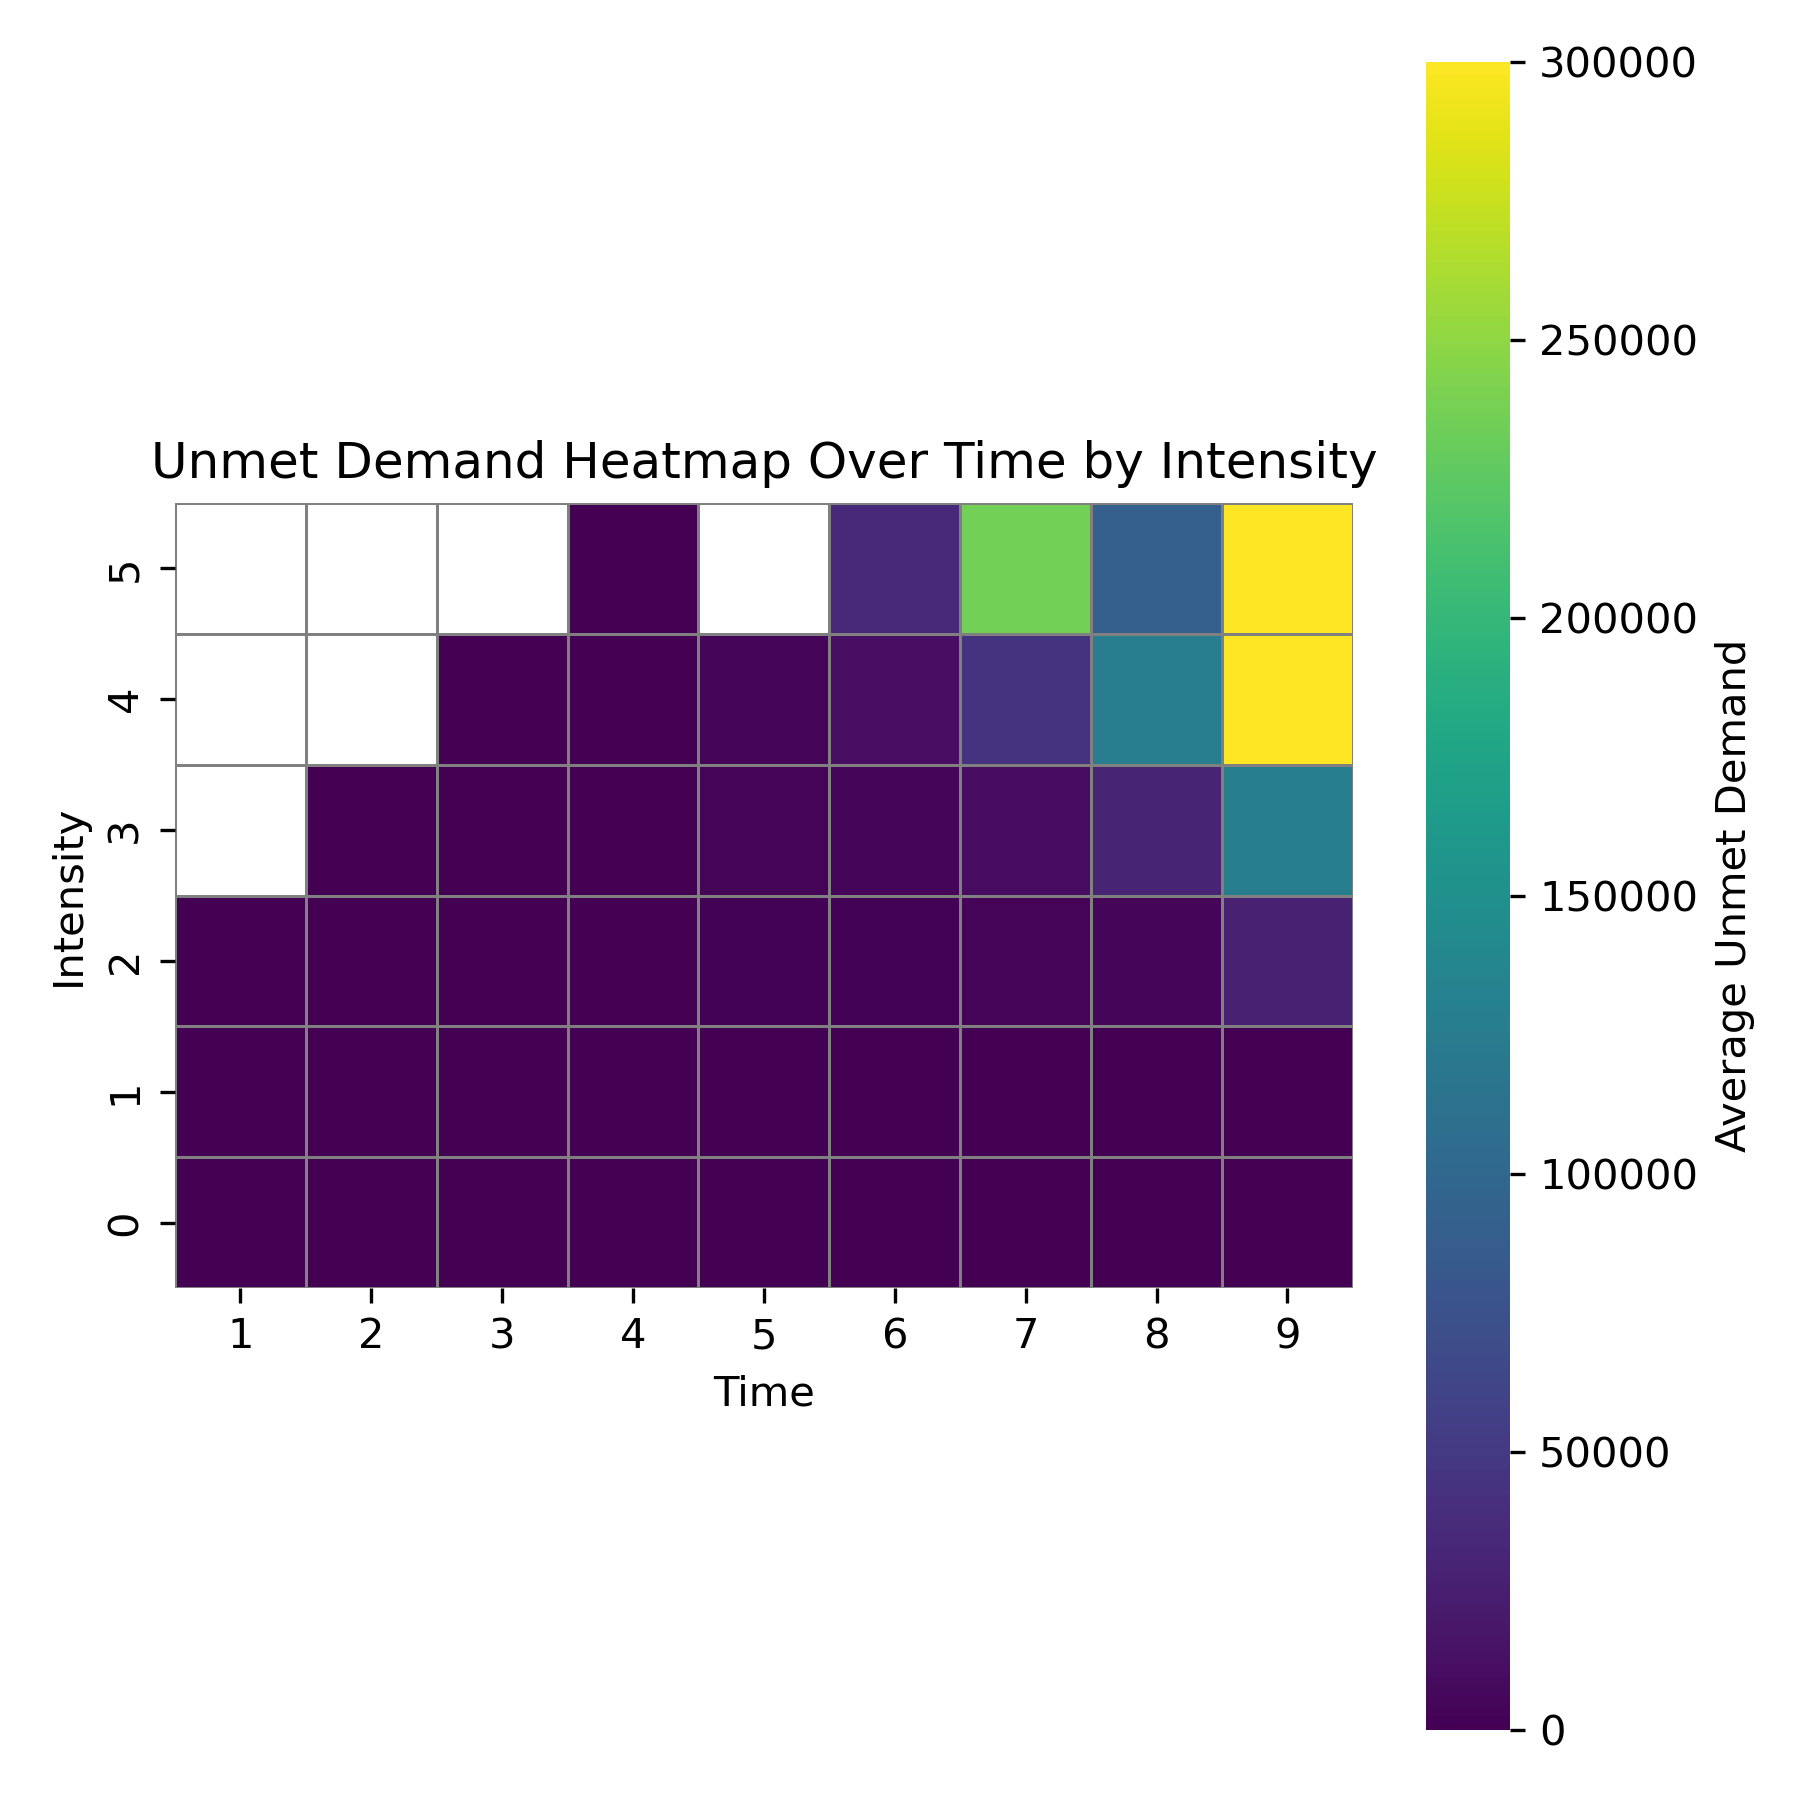 Unmet Demand Heatmap Over Time by Intensity
Intensity
5
4
3
2
1
0
1 2 3 4 5 6 7 8 9
Time
300000
250000
200000
150000
100000
50000
0
Average Unmet Demand